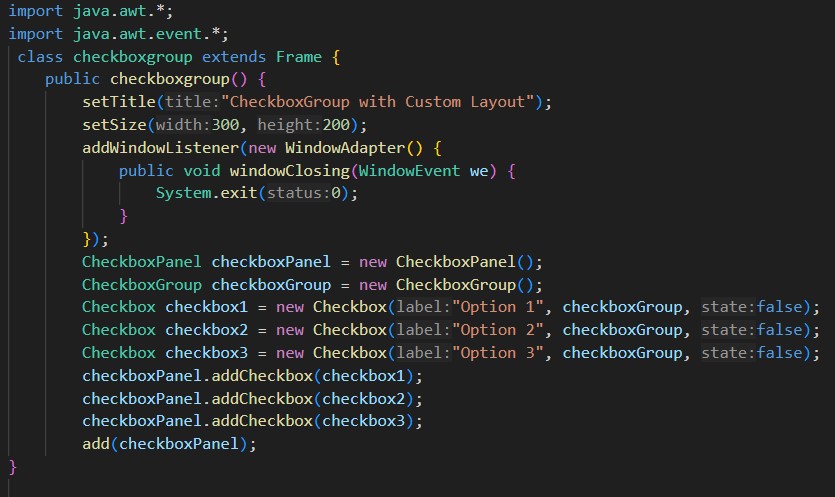 import java.awt.*;
import java.awt.event.*;
class checkboxgroup extends Frame {
public checkboxgroup() {
setTitle(title:"CheckboxGroup with Custom Layout");
setSize(width:300, height:200);
addWindowListener(new WindowAdapter() {
public void windowClosing(WindowEvent we) {
System.exit(status:0);
}
});
CheckboxPanel checkboxPanel = new CheckboxPanel();
CheckboxGroup checkboxGroup = new CheckboxGroup();
Checkbox checkbox1 = new Checkbox(label:"Option 1", checkboxGroup, state:false);
Checkbox checkbox2 = new Checkbox(label:"Option 2", checkboxGroup, state:false);
Checkbox checkbox3 = new Checkbox(label:"Option 3", checkboxGroup, state:false);
checkboxPanel.addCheckbox(checkbox1);
checkboxPanel.addCheckbox(checkbox2);
checkboxPanel.addCheckbox(checkbox3);
add(checkboxPanel);
}